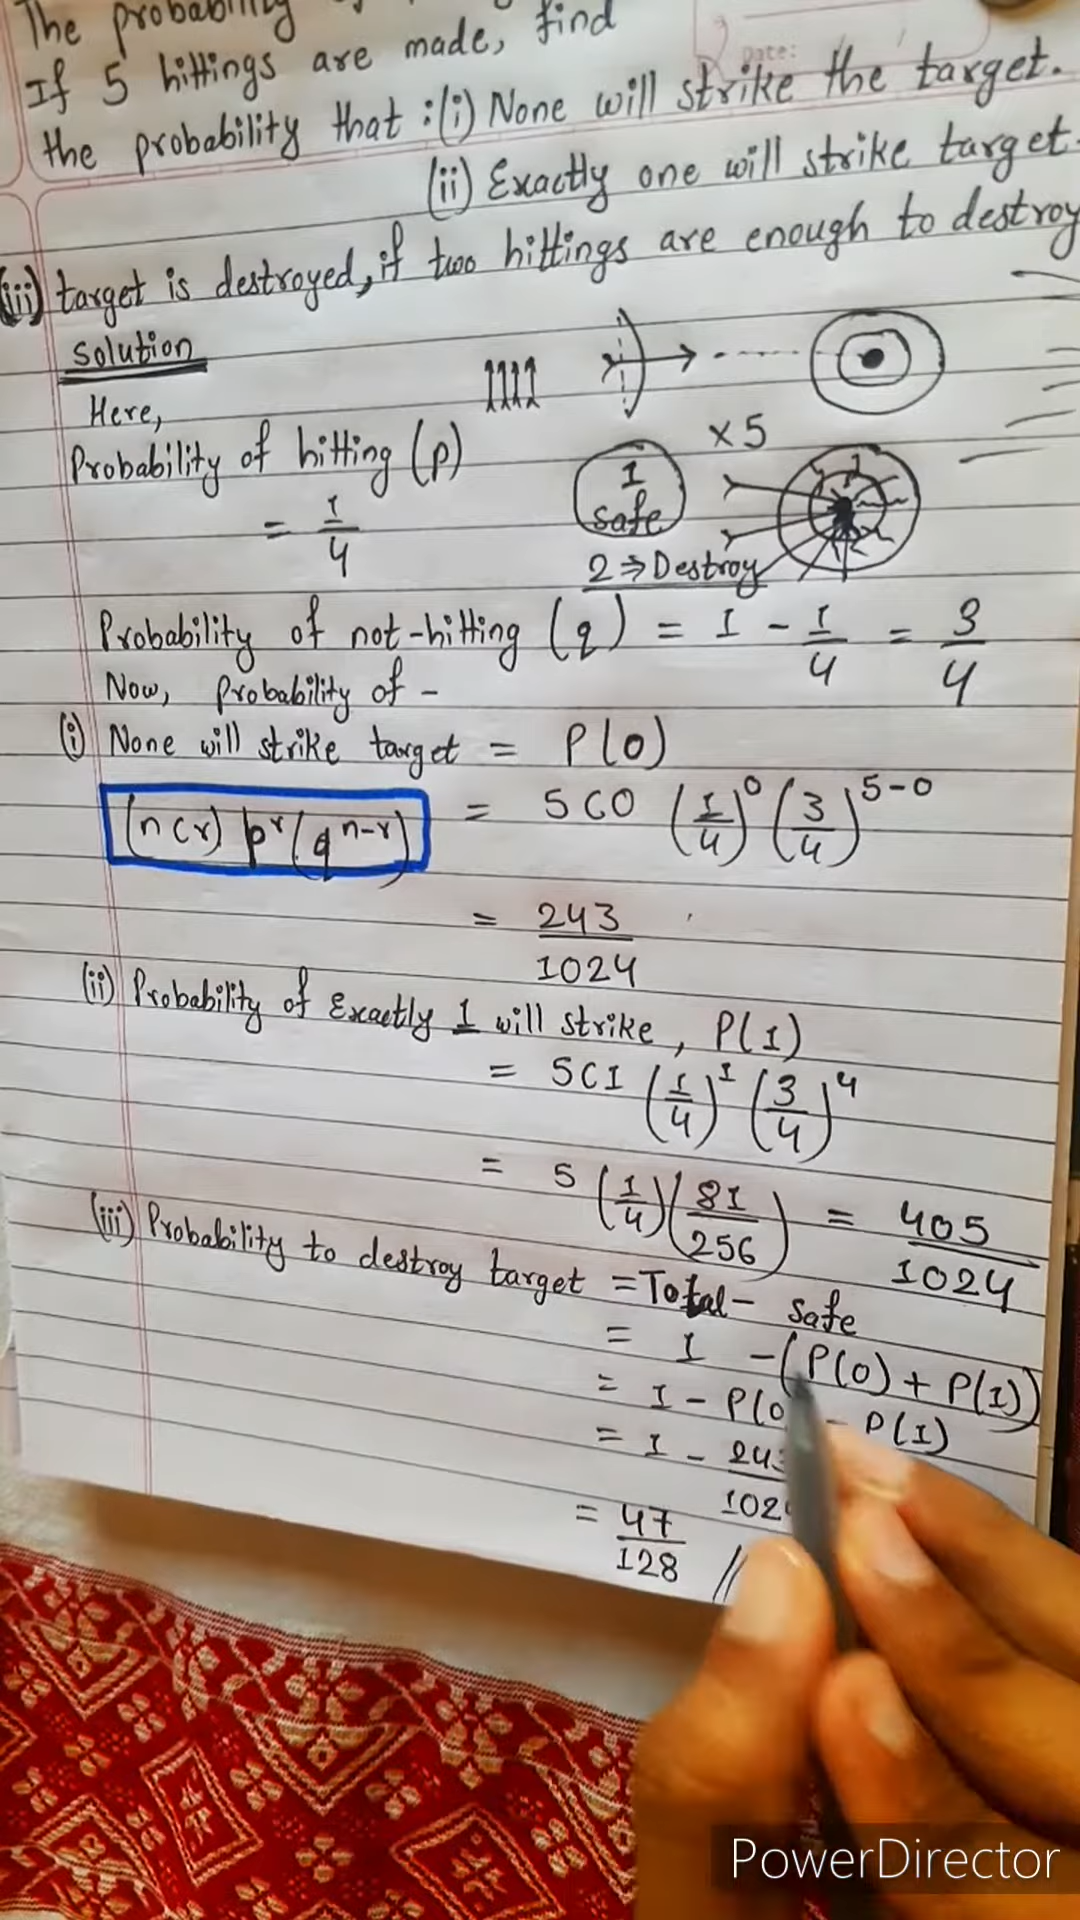 The probability
If 5 hittings are made, find
Date:
the probability that :(i) None will strike the target.
(ii) Exactly one will strike target.
(iii) target is destroyed, if two hittings are enough to destroy
Solution
Here,
Probability of hitting (p)
= 1/4
×5
1
safe
2 ⇒ Destroy
Probability of not-hitting (q) = 1 - 1/4 = 3/4
Now, probability of -
(i) None will strike target = P(0)
(nCr) p^r (q^n-r)
= 5C0 (1/4)^0 (3/4)^5-0
= 243/1024
(ii) Probability of Exactly 1 will strike, P(1)
= 5C1 (1/4)^1 (3/4)^4
= 5 (1/4) (81/256) = 405/1024
(iii) Probability to destroy target = Total - safe
= 1 - (P(0) + P(1))
= 1 - P(0 - P(1)
= 1 - 243/102
= 47/128 //
PowerDirector